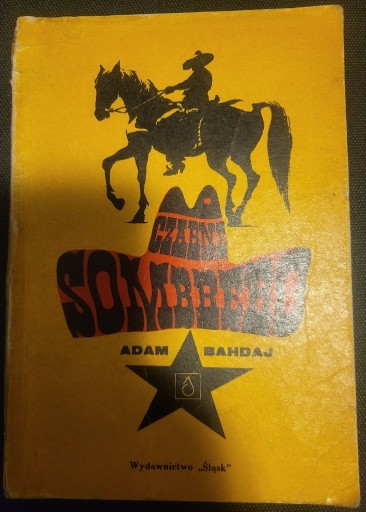 CZARNE
SOMBRERO
ADAM BAHDAJ
Wydawnictwo „Śląsk"